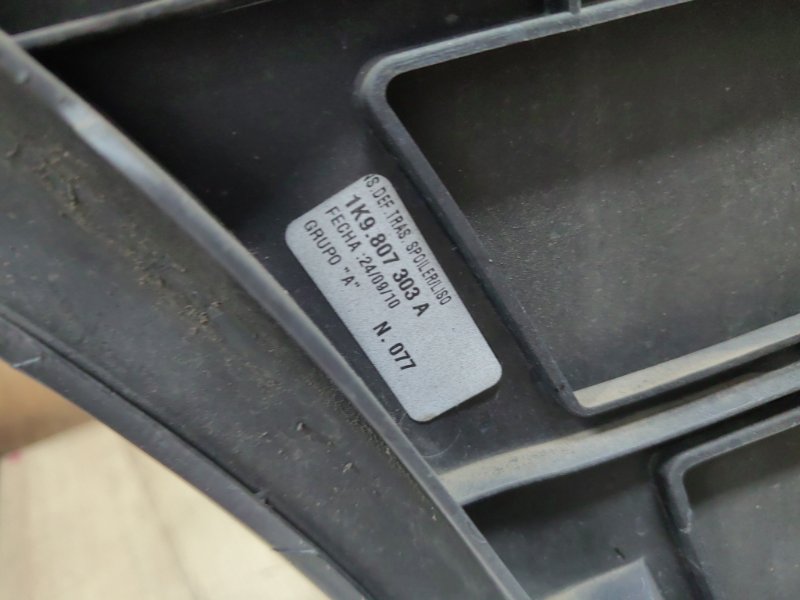 DEF.TRAS. SPOILER/LISO
1K9.807 303 A
FECHA :24/09/10
GRUPO "A" N. 077